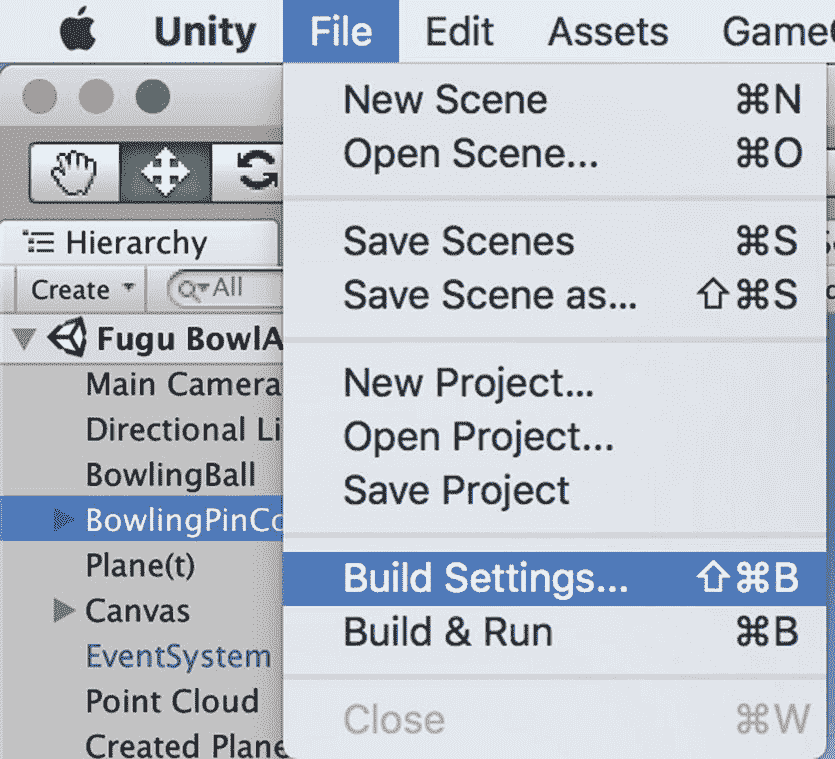 Unity File Edit Assets Game
New Scene ⌘N
Open Scene... ⌘O
Save Scenes ⌘S
Save Scene as... ⇧⌘S
New Project...
Open Project...
Save Project
Build Settings... ⇧⌘B
Build & Run ⌘B
Close ⌘W
Hierarchy
Create All
Fugu BowlA
Main Camera
Directional Li
BowlingBall
BowlingPinCo
Plane(t)
Canvas
EventSystem
Point Cloud
Created Plane